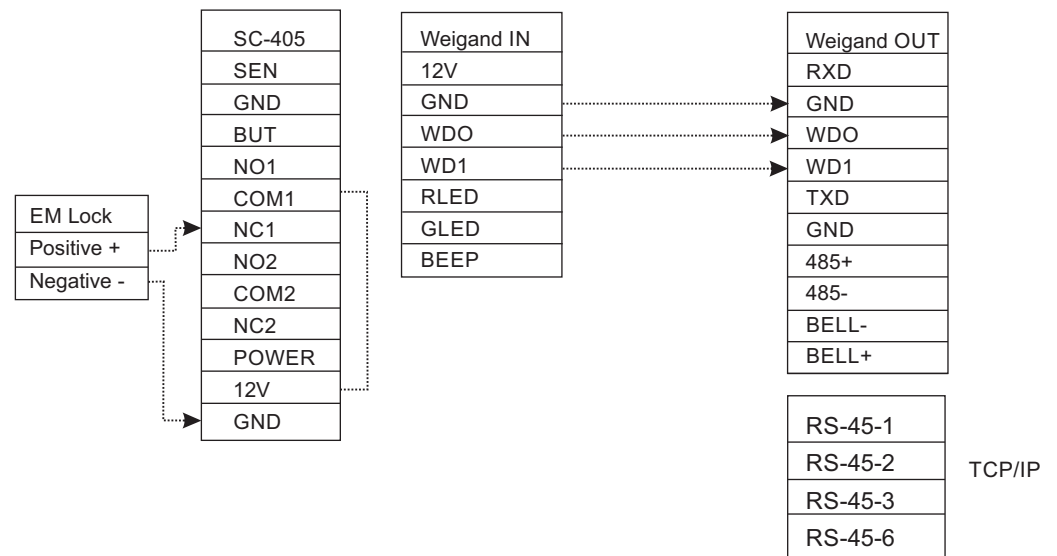 EM Lock
Positive +
Negative -
SC-405
SEN
GND
BUT
NO1
COM1
NC1
NO2
COM2
NC2
POWER
12V
GND
Weigand IN
12V
GND
WDO
WD1
RLED
GLED
BEEP
Weigand OUT
RXD
GND
WDO
WD1
TXD
GND
485+
485-
BELL-
BELL+
RS-45-1
RS-45-2
RS-45-3
RS-45-6
TCP/IP